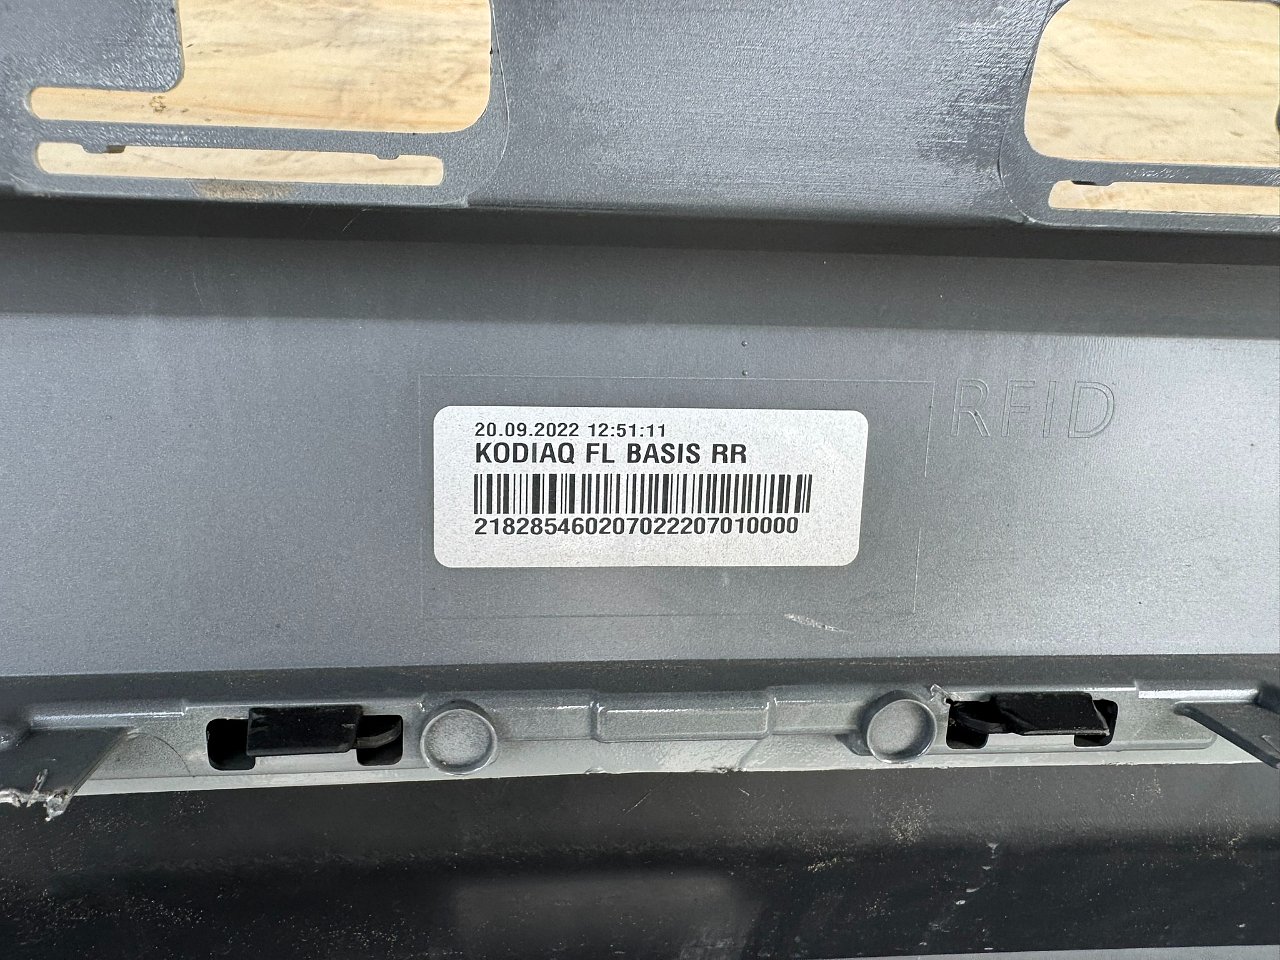 20.09.2022 12:51:11
KODIAQ FL BASIS RR
218285460207022207010000
RFID